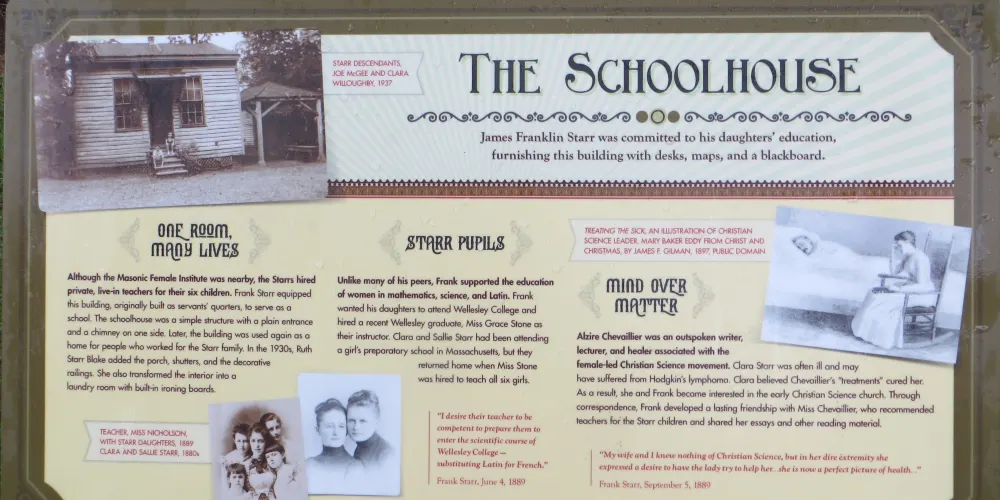 STARR DESCENDANTS,
JOE McGEE AND CLARA
WILLOUGHBY, 1937
THE SCHOOLHOUSE
James Franklin Starr was committed to his daughters' education,
furnishing this building with desks, maps, and a blackboard.
ONE ROOM,
MANY LIVES
Although the Masonic Female Institute was nearby, the Starrs hired
private, live-in teachers for their six children. Frank Starr equipped
this building, originally built as servants' quarters, to serve as a
school. The schoolhouse was a simple structure with a plain entrance
and a chimney on one side. Later, the building was used again as a
home for people who worked for the Starr family. In the 1930s, Ruth
Starr Blake added the porch, shutters, and the decorative
railings. She also transformed the interior into a
laundry room with built-in ironing boards.
TEACHER, MISS NICHOLSON,
WITH STARR DAUGHTERS, 1889
CLARA AND SALLIE STARR, 1880s
STARR PUPILS
Unlike many of his peers, Frank supported the education
of women in mathematics, science, and Latin. Frank
wanted his daughters to attend Wellesley College and
hired a recent Wellesley graduate, Miss Grace Stone as
their instructor. Clara and Sallie Starr had been attending
a girl's preparatory school in Massachusetts, but they
returned home when Miss Stone
was hired to teach all six girls.
"I desire their teacher to be
competent to prepare them to
enter the scientific course of
Wellesley College —
substituting Latin for French."
Frank Starr, June 4, 1889
TREATING THE SICK, AN ILLUSTRATION OF CHRISTIAN
SCIENCE LEADER, MARY BAKER EDDY FROM CHRIST AND
CHRISTMAS, BY JAMES F. GILMAN, 1897, PUBLIC DOMAIN
MIND OVER
MATTER
Alzire Chevaillier was an outspoken writer,
lecturer, and healer associated with the
female-led Christian Science movement. Clara Starr was often ill and may
have suffered from Hodgkin's lymphoma. Clara believed Chevaillier's "treatments" cured her.
As a result, she and Frank became interested in the early Christian Science church. Through
correspondence, Frank developed a lasting friendship with Miss Chevaillier, who recommended
teachers for the Starr children and shared her essays and other reading material.
"My wife and I knew nothing of Christian Science, but in her dire extremity she
expressed a desire to have the lady try to help her...she is now a perfect picture of health..."
Frank Starr, September 5, 1889